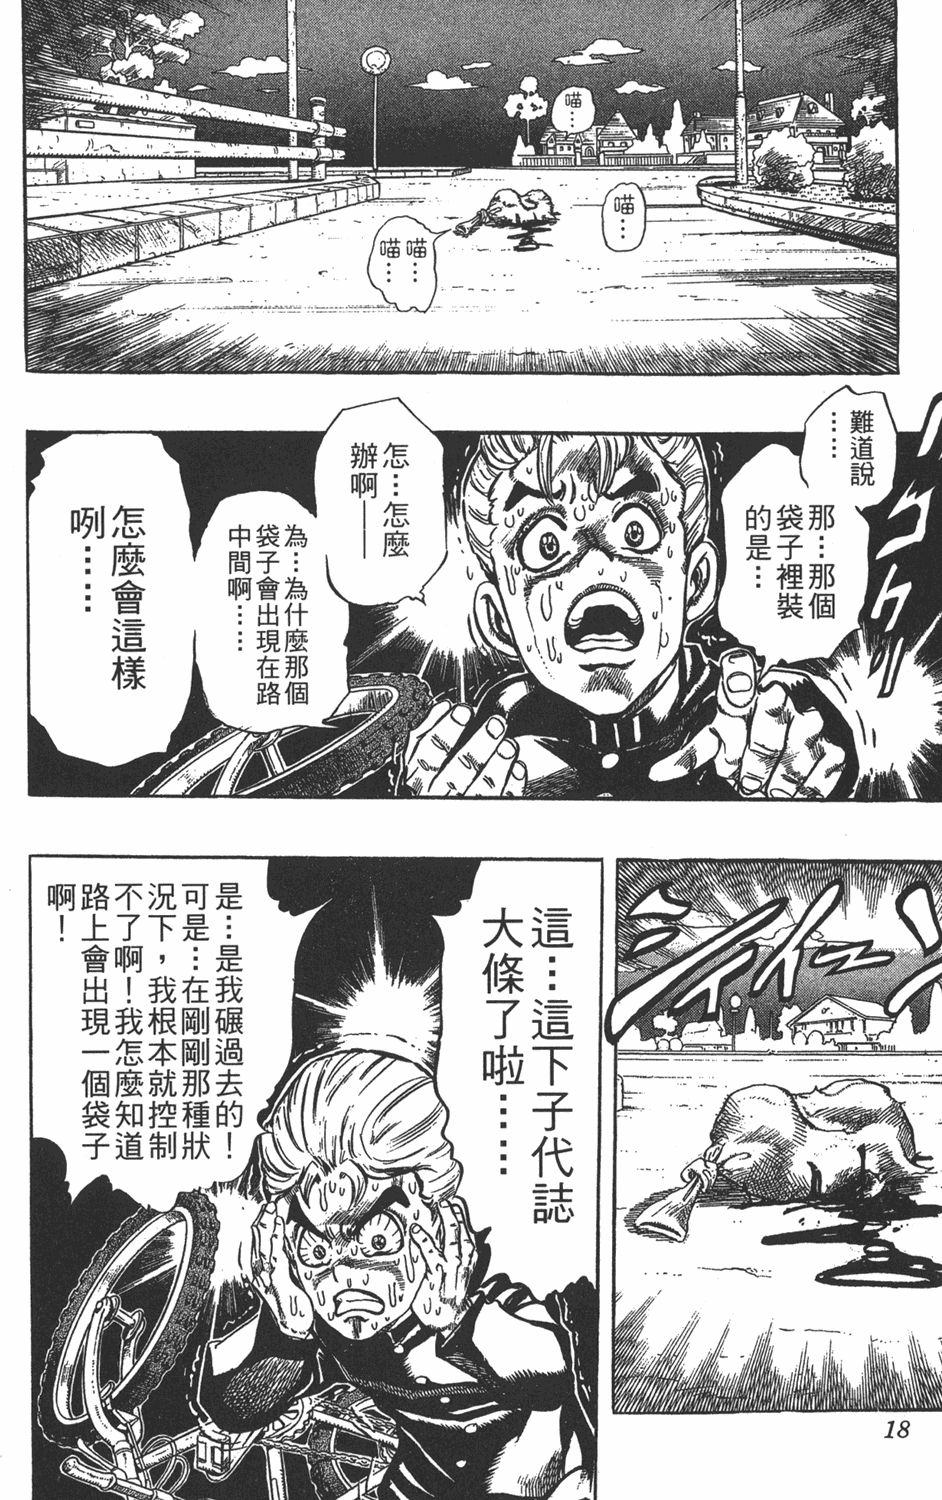 喵…
喵…
喵…
喵…
難道說
……
那…那個
袋子裡裝
的是…
怎…怎麼
辦啊——
為…為什麼那個
袋子會出現在路
中間啊……
怎麼會這樣
咧……
這…這下子代誌
大條了啦……
是…是我碾過去的！
可是…在剛剛那種狀
況下，我根本就控制
不了啊！我怎麼知道
路上會出現一個袋子
啊！
18